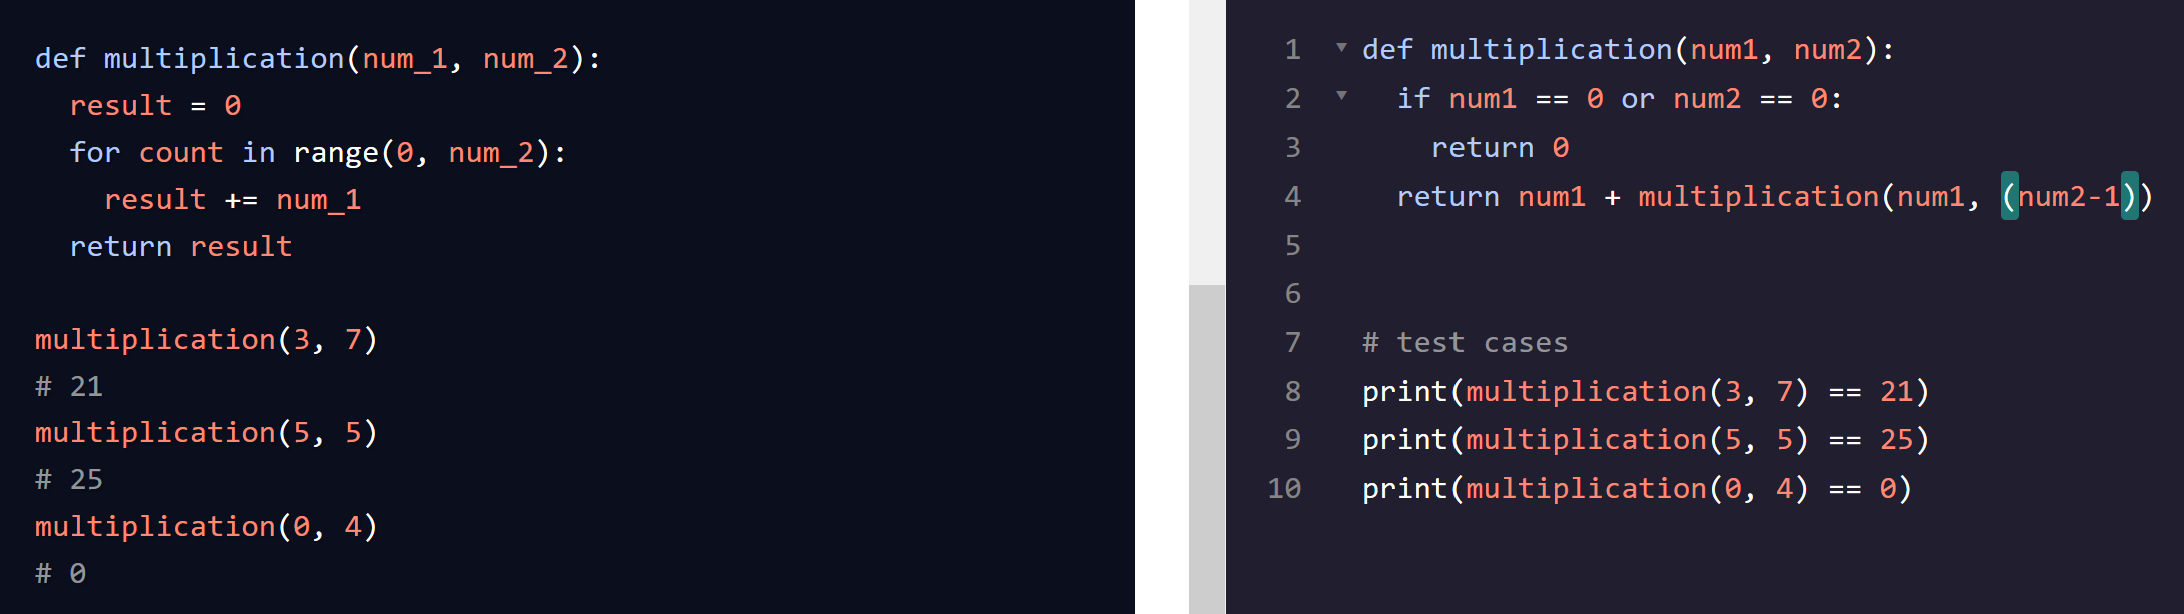 def multiplication(num_1, num_2):
  result = 0
  for count in range(0, num_2):
    result += num_1
  return result

multiplication(3, 7)
# 21
multiplication(5, 5)
# 25
multiplication(0, 4)
# 0

1 def multiplication(num1, num2):
2   if num1 == 0 or num2 == 0:
3     return 0
4   return num1 + multiplication(num1, (num2-1))
5
6
7 # test cases
8 print(multiplication(3, 7) == 21)
9 print(multiplication(5, 5) == 25)
10 print(multiplication(0, 4) == 0)